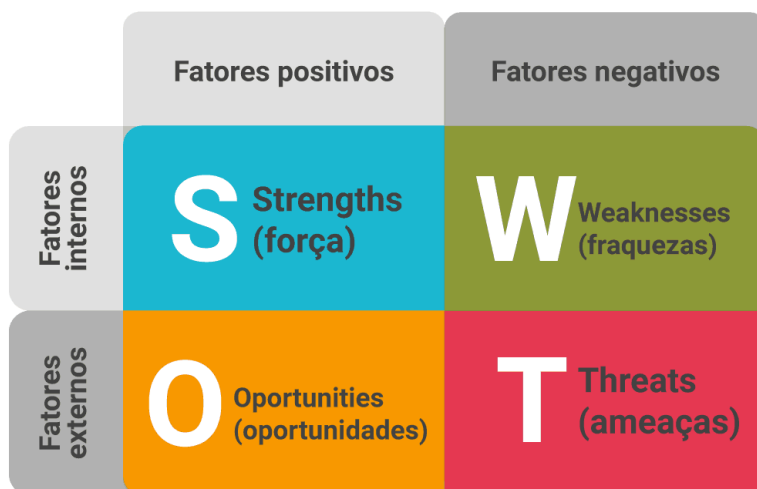 Fatores positivos
Fatores negativos
Fatores
internos
S
Strengths
(força)
W
Weaknesses
(fraquezas)
Fatores
externos
O
Oportunities
(oportunidades)
T
Threats
(ameaças)